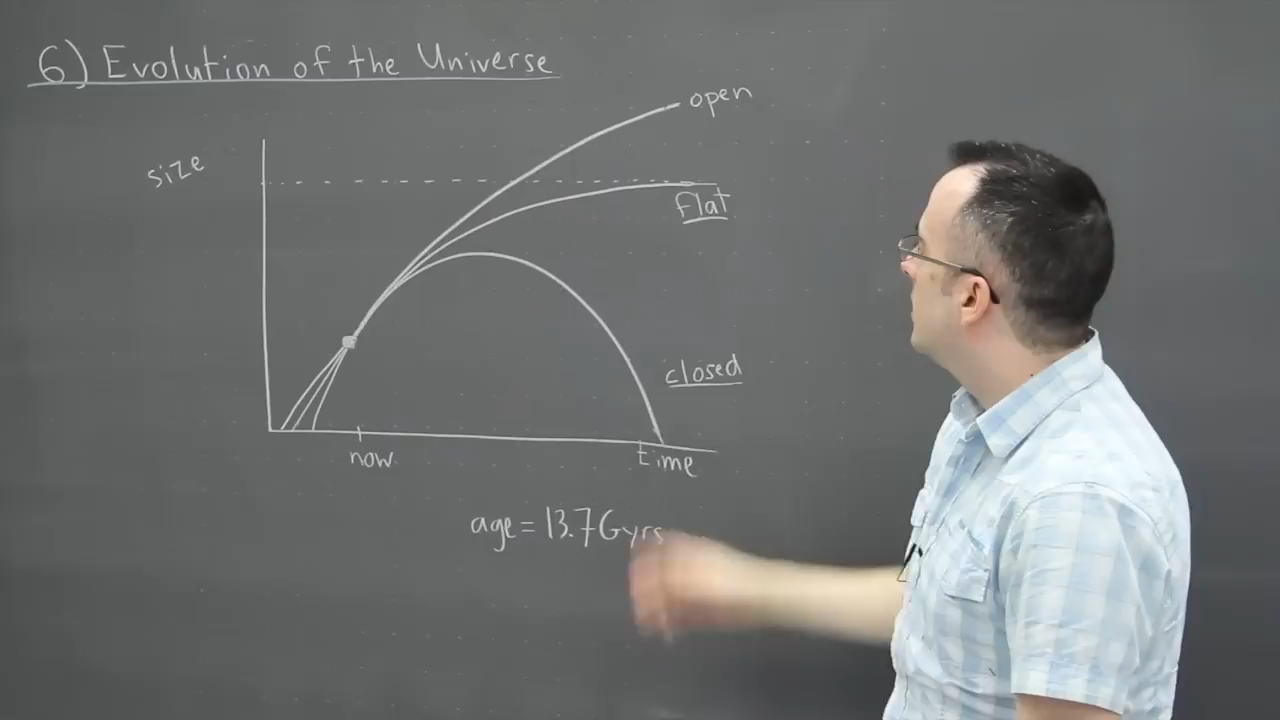 6) Evolution of the Universe
open
size
flat
closed
now
time
age = 13.7 Gyrs